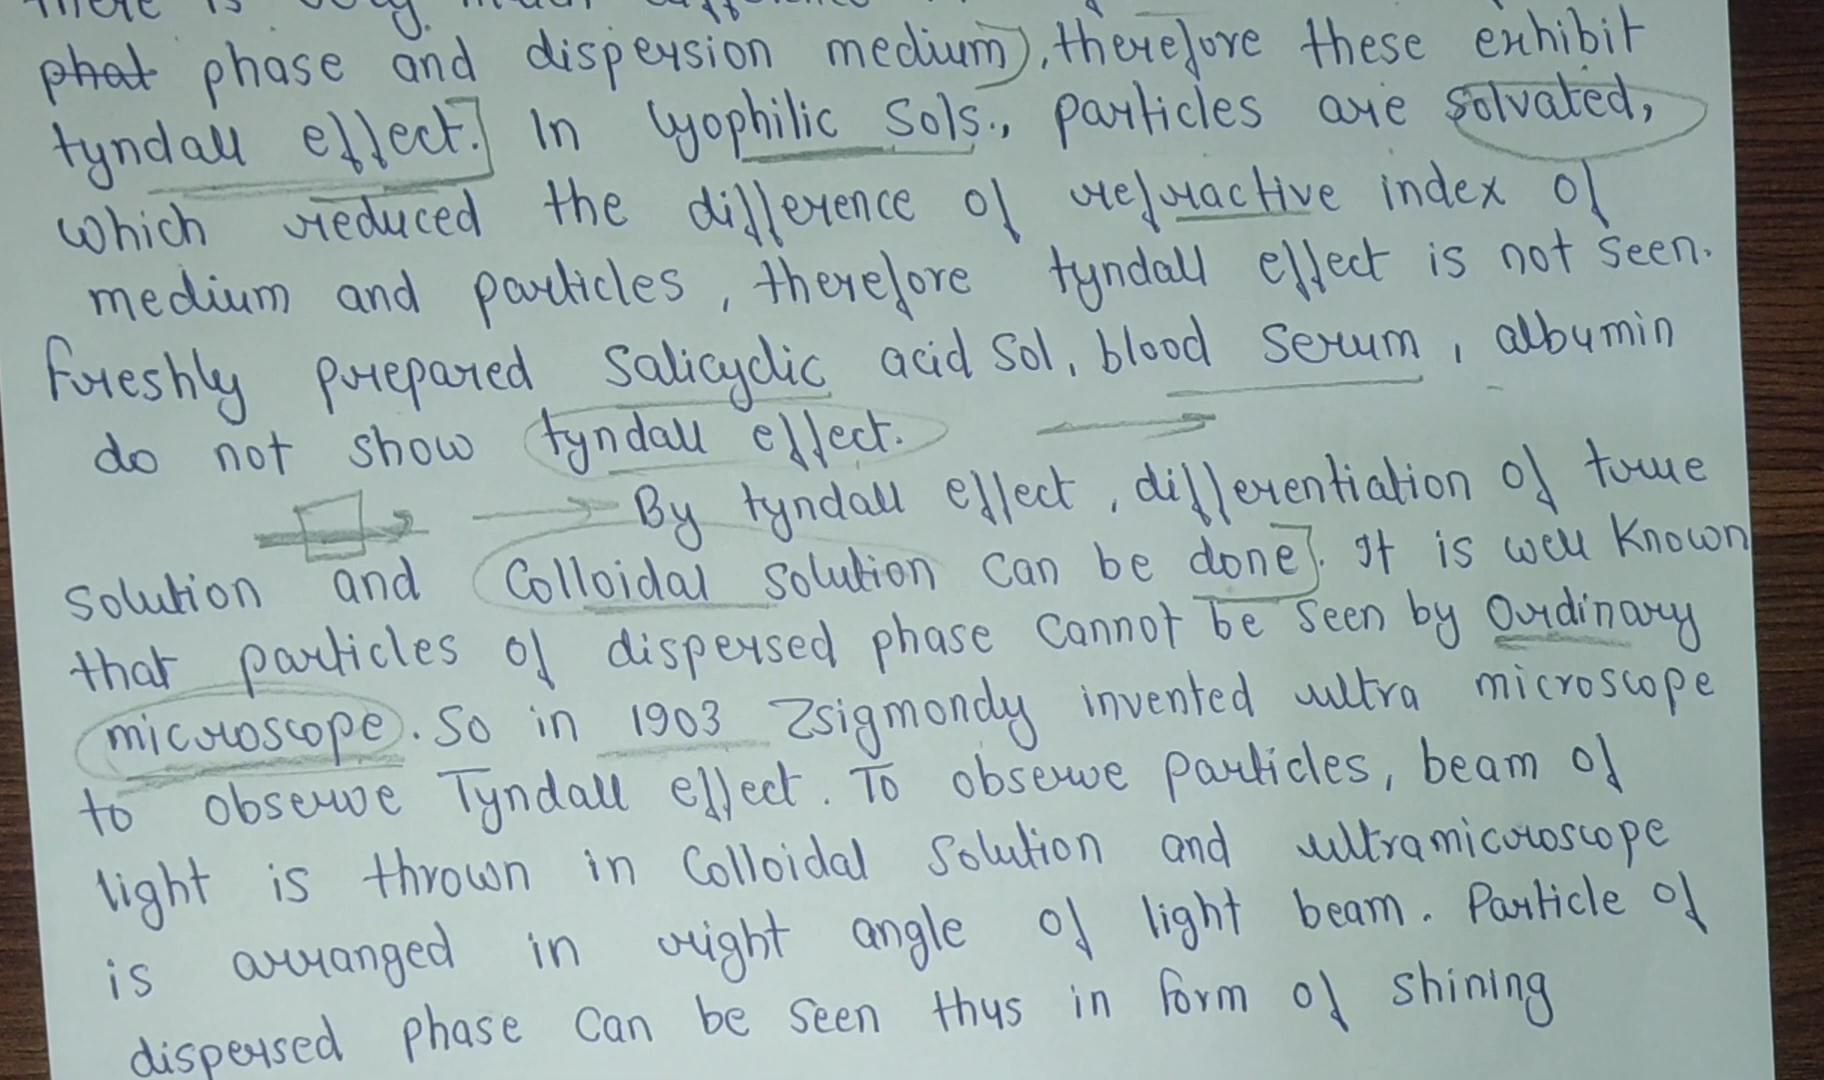 There is very much
phat phase and dispersion medium), therefore these exhibit
tyndall effect.] In lyophilic sols., particles are solvated,
which reduced the difference of refractive index of
medium and particles, therefore tyndall effect is not seen.
freshly prepared salicyclic acid sol, blood serum, albumin
do not show tyndall effect.
By tyndall effect, differentiation of true
solution and Colloidal solution can be done]. It is well known
that particles of dispersed phase cannot be seen by ordinary
microscope. So in 1903 Zsigmondy invented ultra microscope
to observe Tyndall effect. To observe particles, beam of
light is thrown in Colloidal solution and ultramicroscope
is arranged in right angle of light beam. Particle of
dispersed phase can be seen thus in form of shining